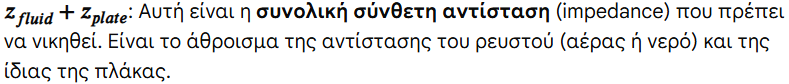 z_fluid + z_plate: Αυτή είναι η συνολική σύνθετη αντίσταση (impedance) που πρέπει
να νικηθεί. Είναι το άθροισμα της αντίστασης του ρευστού (αέρας ή νερό) και της
ίδιας της πλάκας.